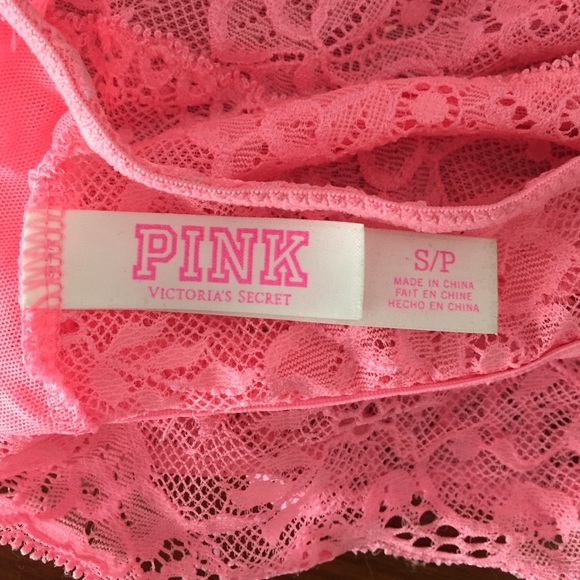 PINK
VICTORIA'S SECRET
S/P
MADE IN CHINA
FAIT EN CHINE
HECHO EN CHINA